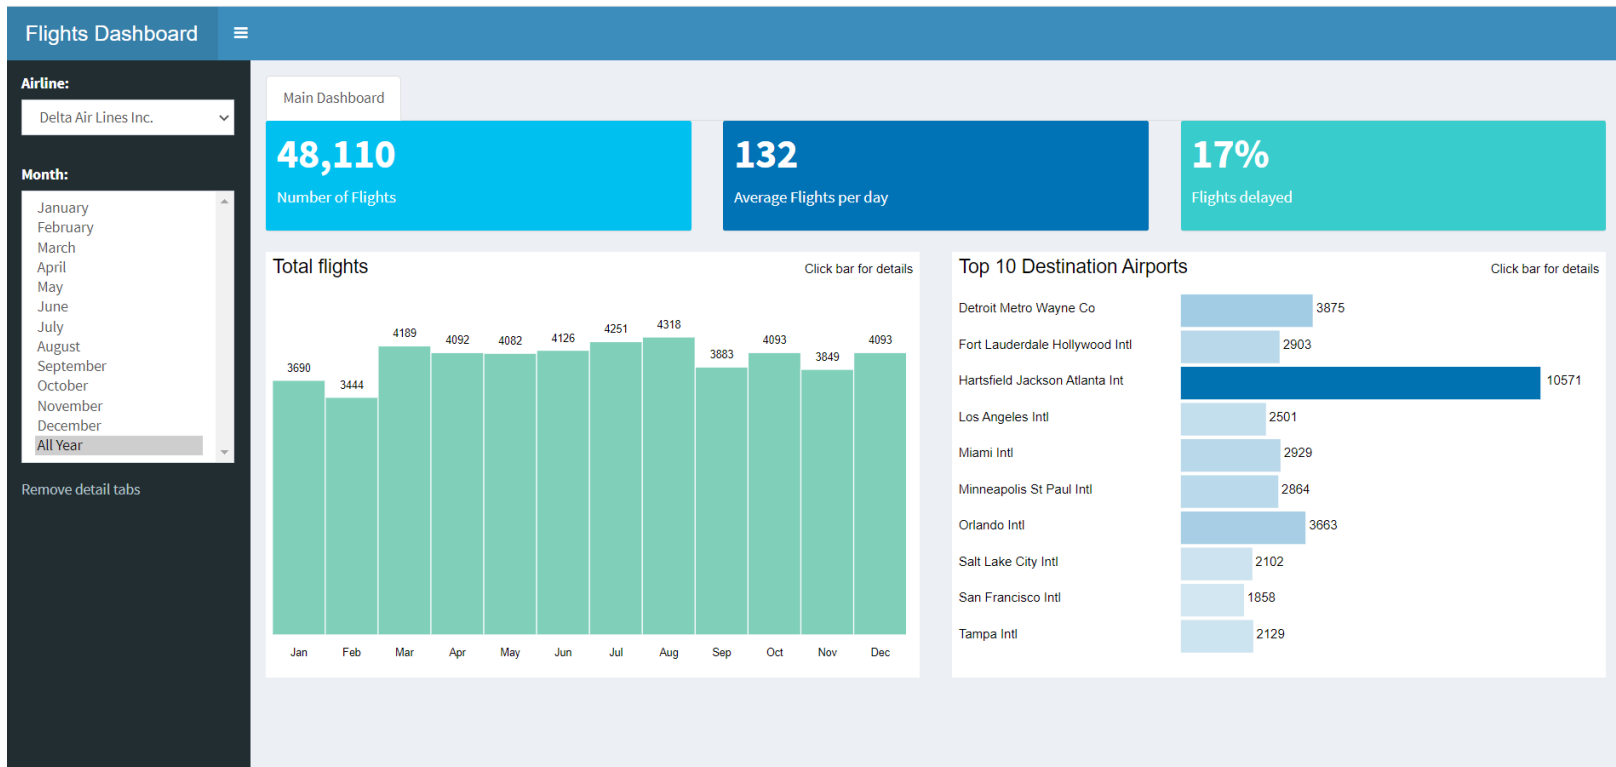 Flights Dashboard
Airline:
Delta Air Lines Inc.
Month:
January
February
March
April
May
June
July
August
September
October
November
December
All Year
Remove detail tabs
Main Dashboard
48,110
Number of Flights
132
Average Flights per day
17%
Flights delayed
Total flights Click bar for details
3690 3444 4189 4092 4082 4126 4251 4318 3883 4093 3849 4093
Jan Feb Mar Apr May Jun Jul Aug Sep Oct Nov Dec
Top 10 Destination Airports Click bar for details
Detroit Metro Wayne Co 3875
Fort Lauderdale Hollywood Intl 2903
Hartsfield Jackson Atlanta Int 10571
Los Angeles Intl 2501
Miami Intl 2929
Minneapolis St Paul Intl 2864
Orlando Intl 3663
Salt Lake City Intl 2102
San Francisco Intl 1858
Tampa Intl 2129